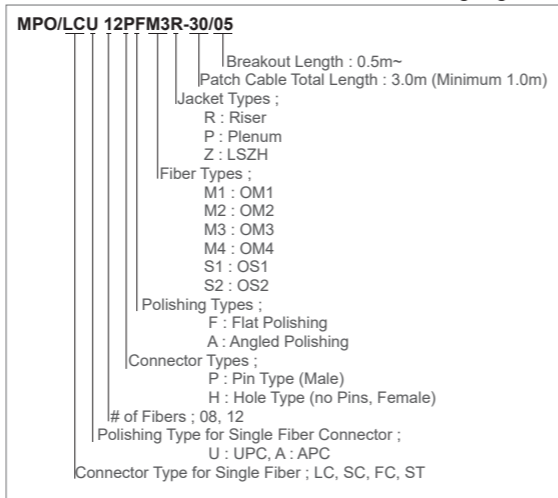 MPO/LCU 12PFM3R-30/05
Breakout Length : 0.5m~
Patch Cable Total Length : 3.0m (Minimum 1.0m)
Jacket Types ;
R : Riser
P : Plenum
Z : LSZH
Fiber Types ;
M1 : OM1
M2 : OM2
M3 : OM3
M4 : OM4
S1 : OS1
S2 : OS2
Polishing Types ;
F : Flat Polishing
A : Angled Polishing
Connector Types ;
P : Pin Type (Male)
H : Hole Type (no Pins, Female)
# of Fibers ; 08, 12
Polishing Type for Single Fiber Connector ;
U : UPC, A : APC
Connector Type for Single Fiber ; LC, SC, FC, ST